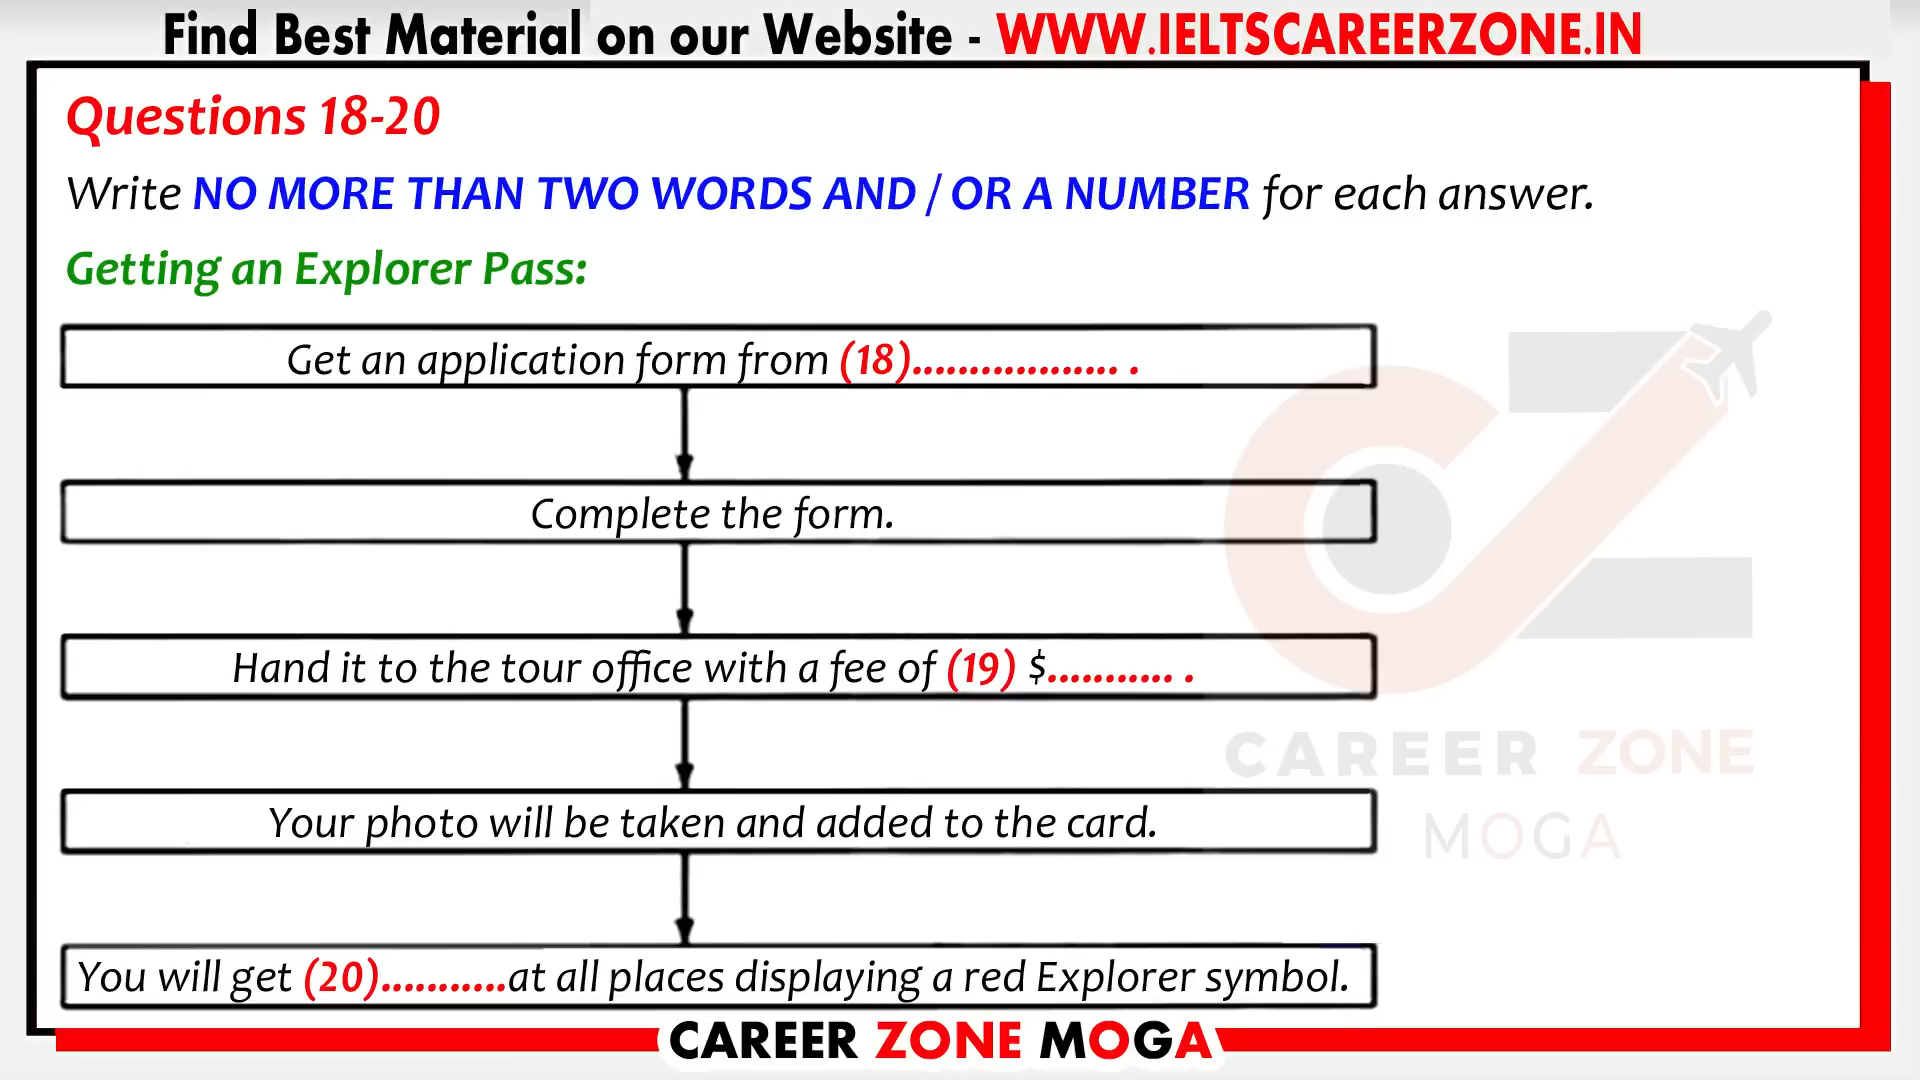 Find Best Material on our Website - WWW.IELTSCAREERZONE.IN
Questions 18-20
Write NO MORE THAN TWO WORDS AND / OR A NUMBER for each answer.
Getting an Explorer Pass:
Get an application form from (18).................. .
Complete the form.
Hand it to the tour office with a fee of (19) $........... .
CAREER ZONE
MOGA
Your photo will be taken and added to the card.
You will get (20)...........at all places displaying a red Explorer symbol.
CAREER ZONE MOGA